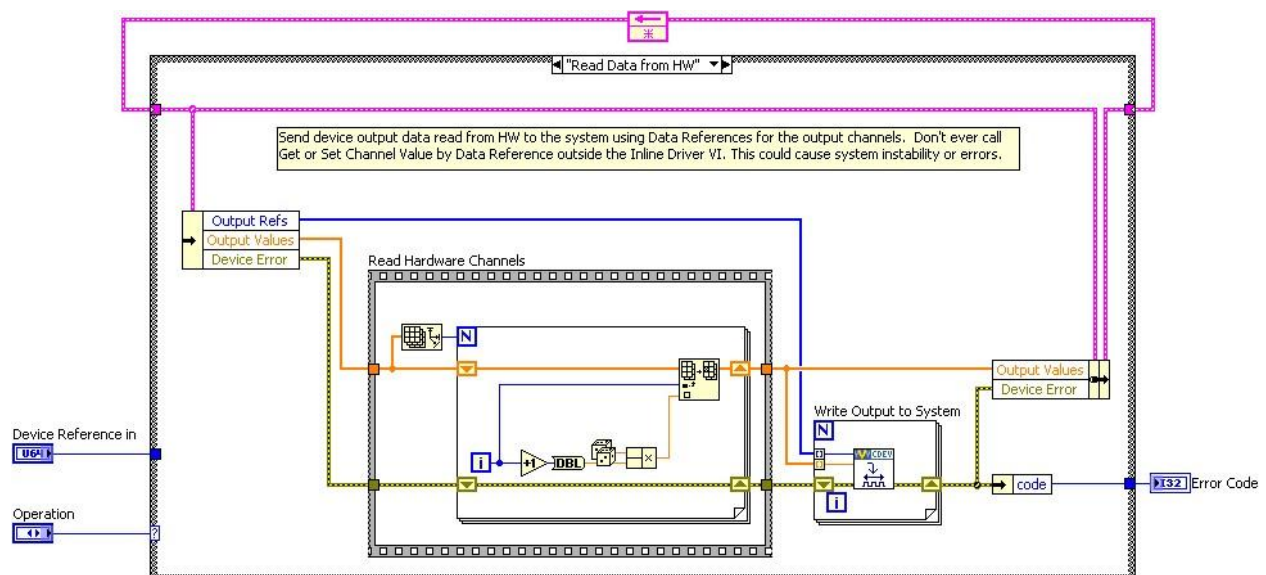 "Read Data from HW"
Send device output data read from HW to the system using Data References for the output channels. Don't ever call
Get or Set Channel Value by Data Reference outside the Inline Driver VI. This could cause system instability or errors.
Output Refs
Output Values
Device Error
Read Hardware Channels
N
i
+1
DBL
x
Output Values
Device Error
Write Output to System
N
CDEV
i
code
Device Reference in
U64
I32
Error Code
Operation
?